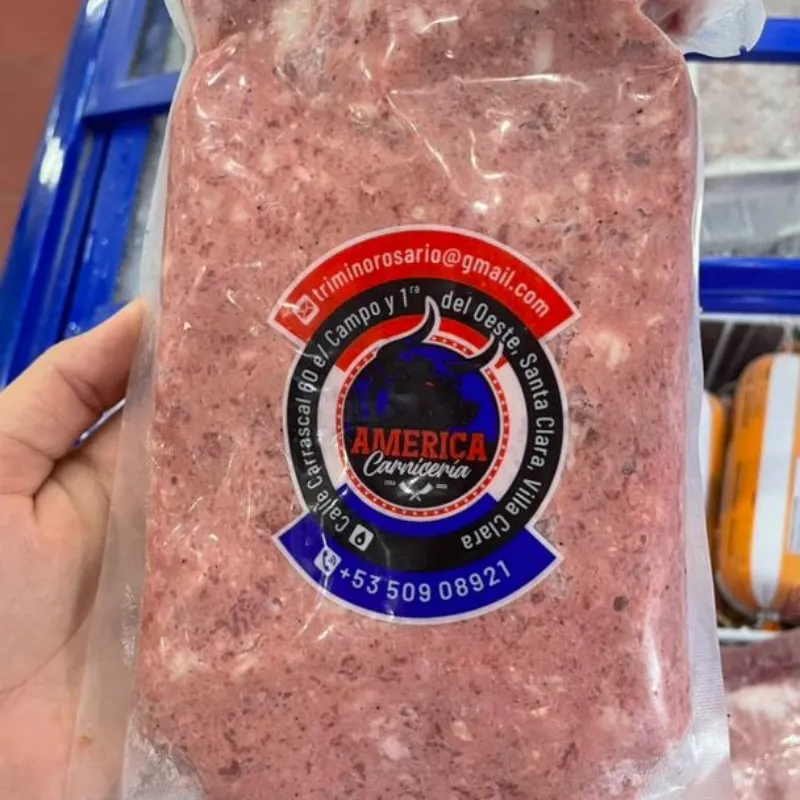 triminorosario@gmail.com
Calle Carrascal 60 e/ Campo y 1ra del Oeste, Santa Clara, Villa Clara
AMERICA
Carnicería
+53 509 08921